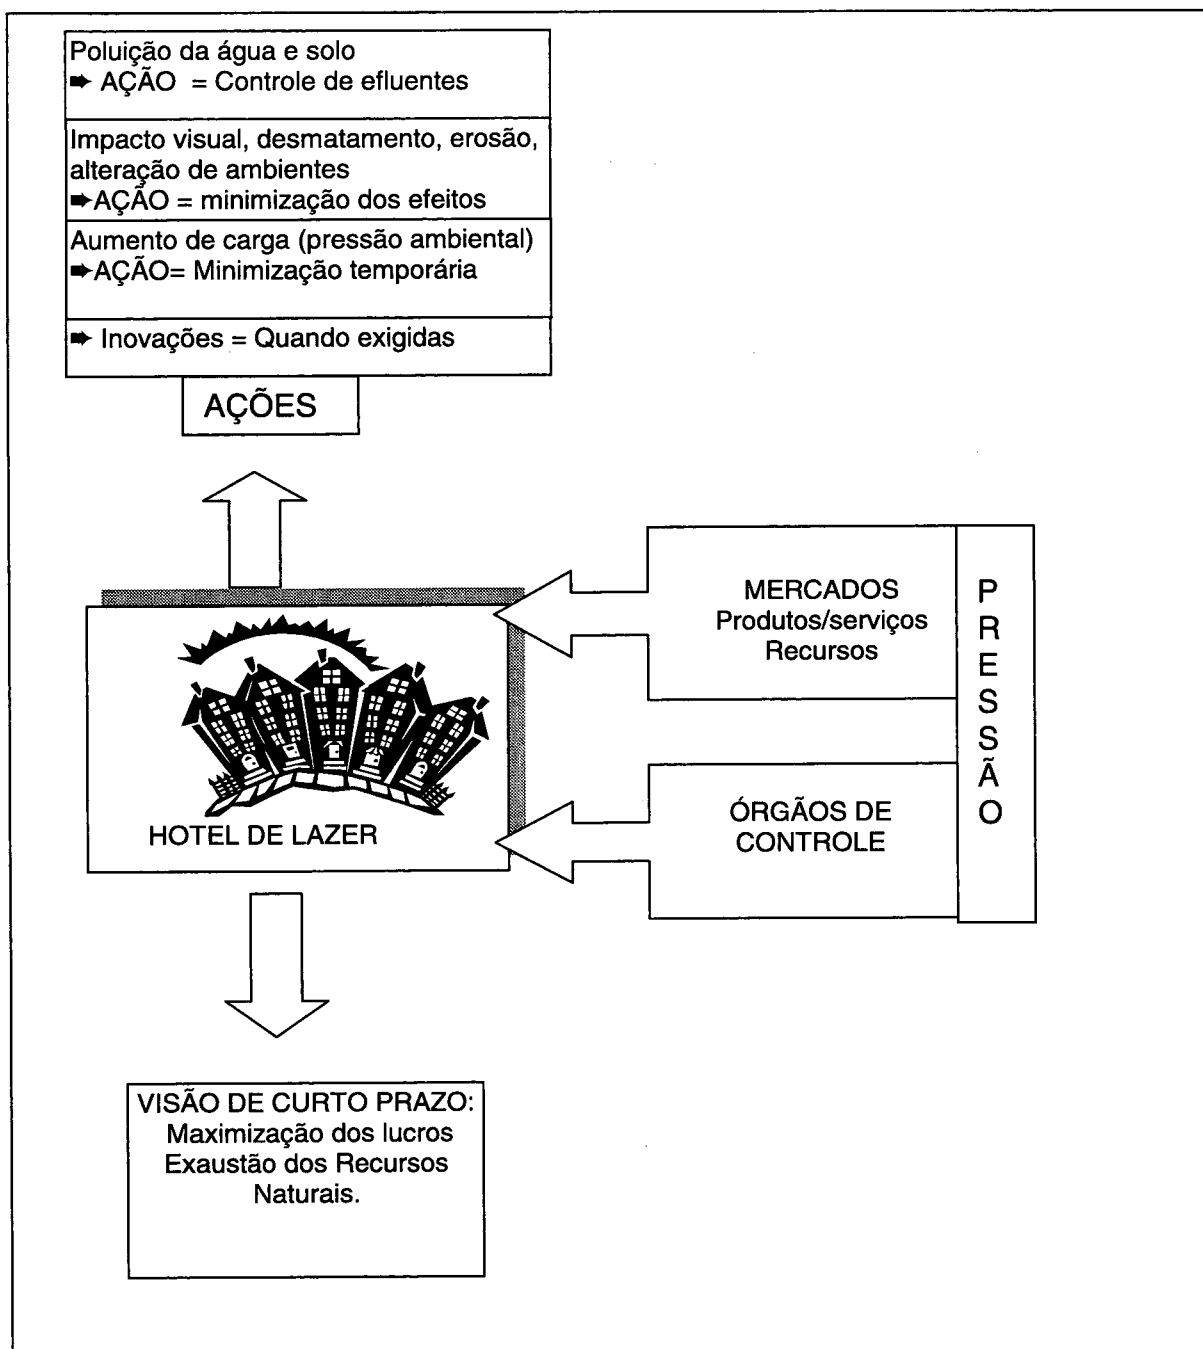 Poluição da água e solo
➨ AÇÃO = Controle de efluentes
Impacto visual, desmatamento, erosão,
alteração de ambientes
➨AÇÃO = minimização dos efeitos
Aumento de carga (pressão ambiental)
➨AÇÃO= Minimização temporária
➨ Inovações = Quando exigidas
AÇÕES
MERCADOS
Produtos/serviços
Recursos
PRESSÃO
ÓRGÃOS DE
CONTROLE
HOTEL DE LAZER
VISÃO DE CURTO PRAZO:
Maximização dos lucros
Exaustão dos Recursos
Naturais.